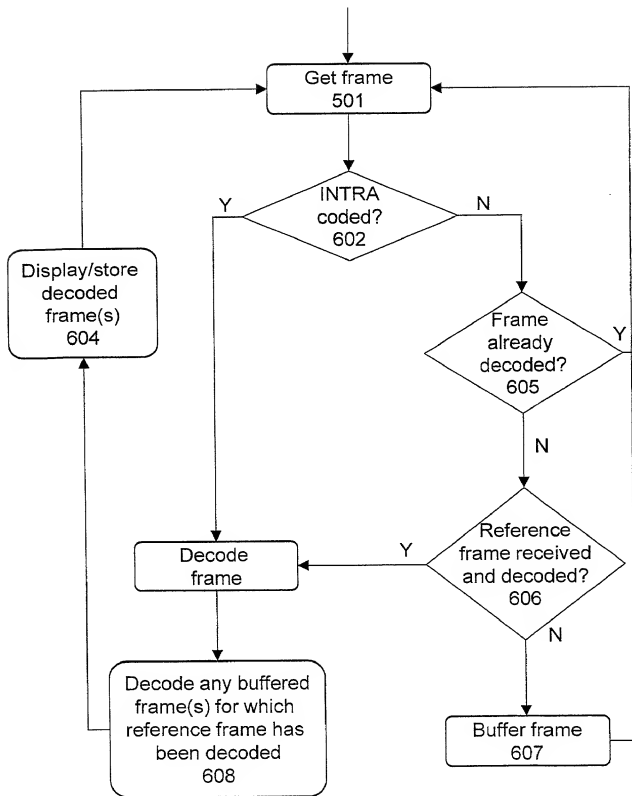 Get frame
501
INTRA
coded?
602
Y
N
Display/store
decoded
frame(s)
604
Frame
already
decoded?
605
Y
N
Reference
frame received
and decoded?
606
Y
N
Decode
frame
Decode any buffered
frame(s) for which
reference frame has
been decoded
608
Buffer frame
607